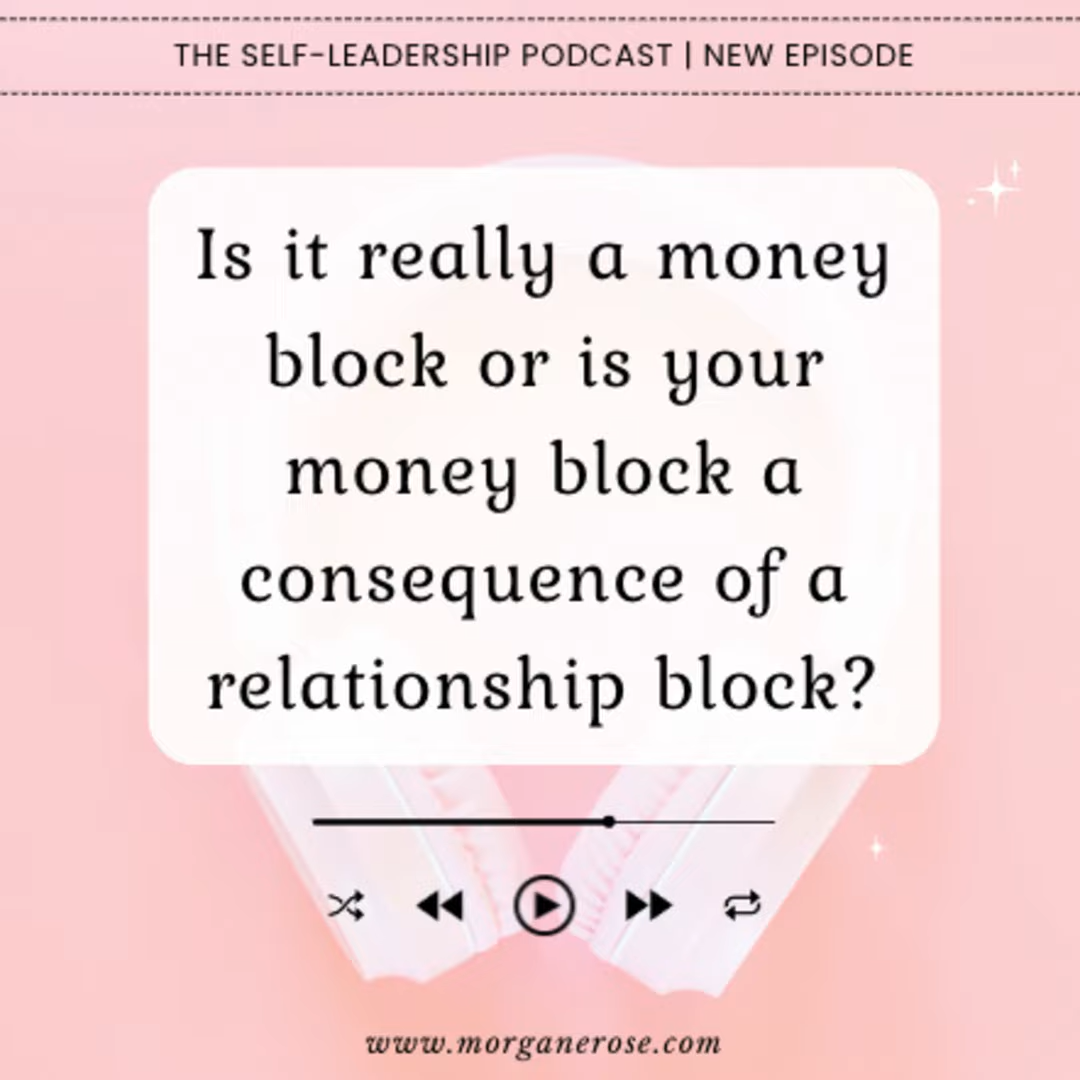 THE SELF-LEADERSHIP PODCAST | NEW EPISODE
Is it really a money
block or is your
money block a
consequence of a
relationship block?
www.morganerose.com